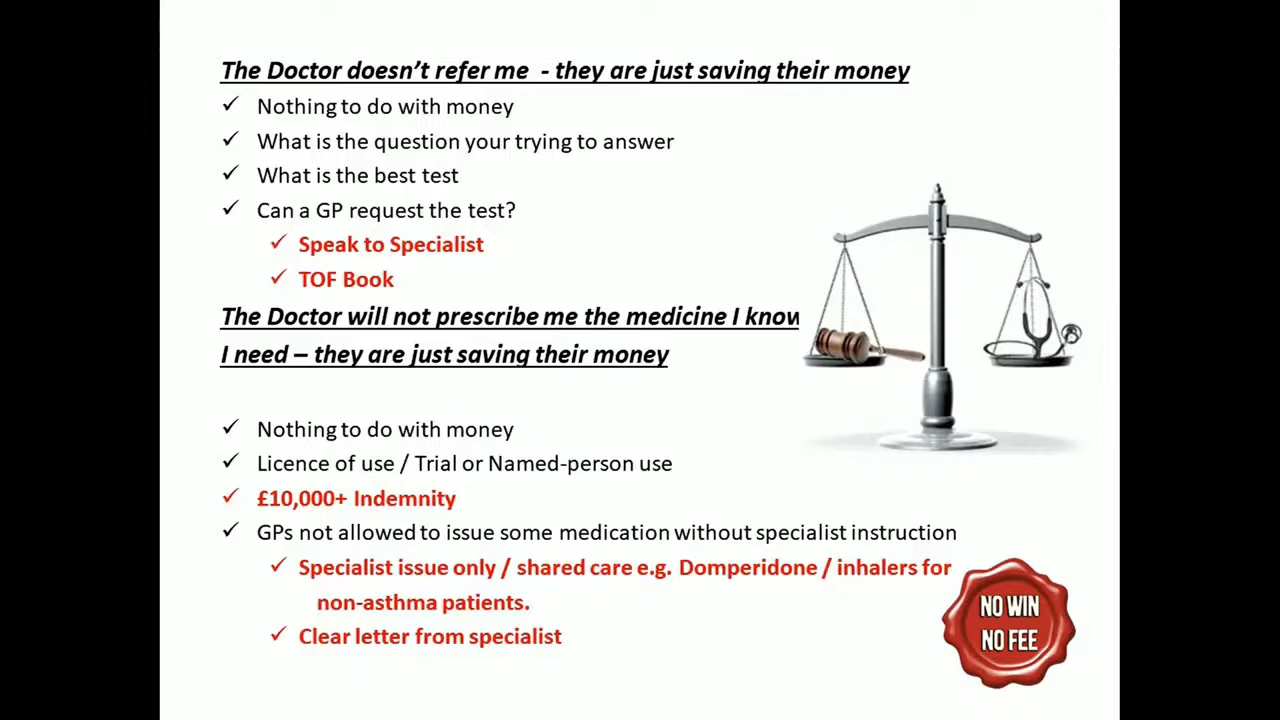 The Doctor doesn't refer me - they are just saving their money
Nothing to do with money
What is the question your trying to answer
What is the best test
Can a GP request the test?
Speak to Specialist
TOF Book
The Doctor will not prescribe me the medicine I know
I need – they are just saving their money
Nothing to do with money
Licence of use / Trial or Named-person use
£10,000+ Indemnity
GPs not allowed to issue some medication without specialist instruction
Specialist issue only / shared care e.g. Domperidone / inhalers for
non-asthma patients.
Clear letter from specialist
NO WIN
NO FEE